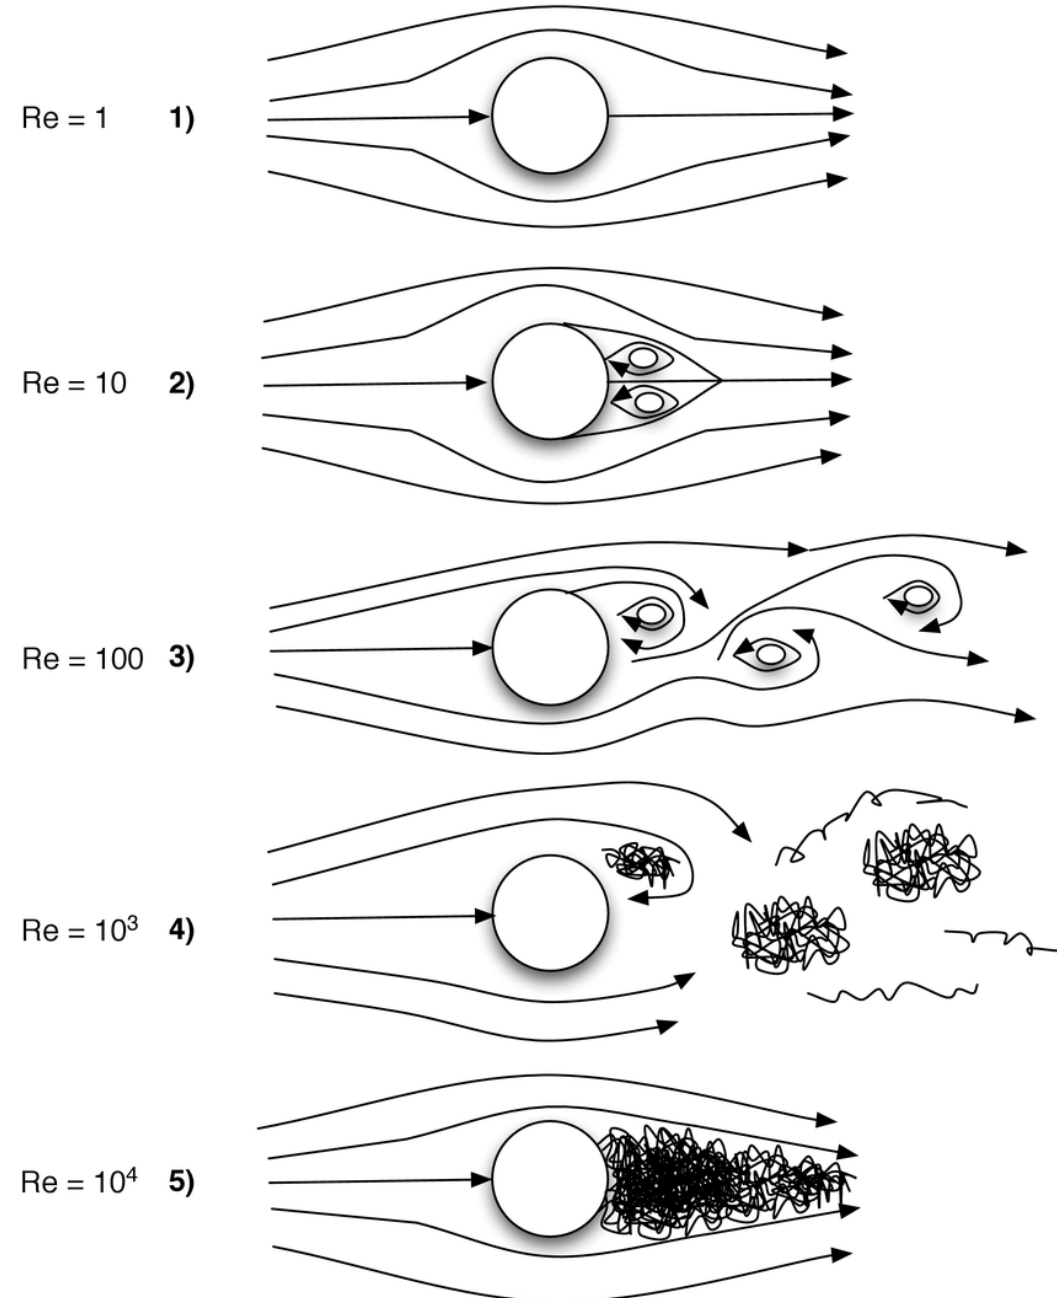 Re = 1 1)
Re = 10 2)
Re = 100 3)
Re = 10³ 4)
Re = 10⁴ 5)